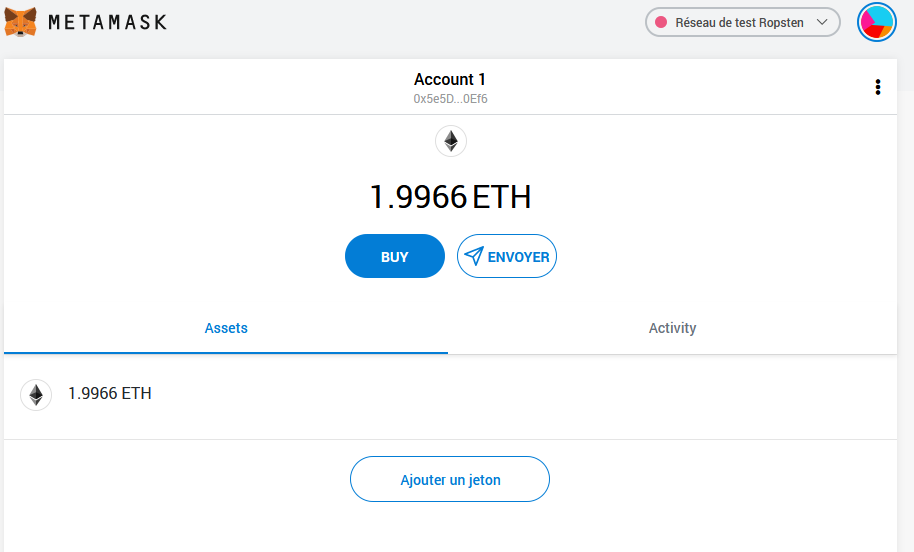 METAMASK
Réseau de test Ropsten
Account 1
0x5e5D...0Ef6
1.9966 ETH
BUY
ENVOYER
Assets
Activity
1.9966 ETH
Ajouter un jeton